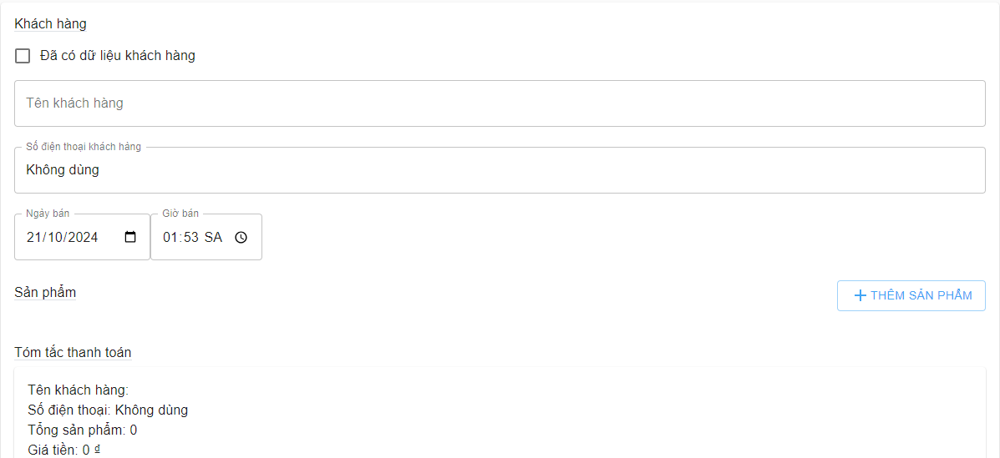 Khách hàng
Đã có dữ liệu khách hàng
Tên khách hàng
Số điện thoại khách hàng
Không dùng
Ngày bán
Giờ bán
21/10/2024
01:53 SA
Sản phẩm
THÊM SẢN PHẨM
Tóm tắc thanh toán
Tên khách hàng:
Số điện thoại: Không dùng
Tổng sản phẩm: 0
Giá tiền: 0 ₫